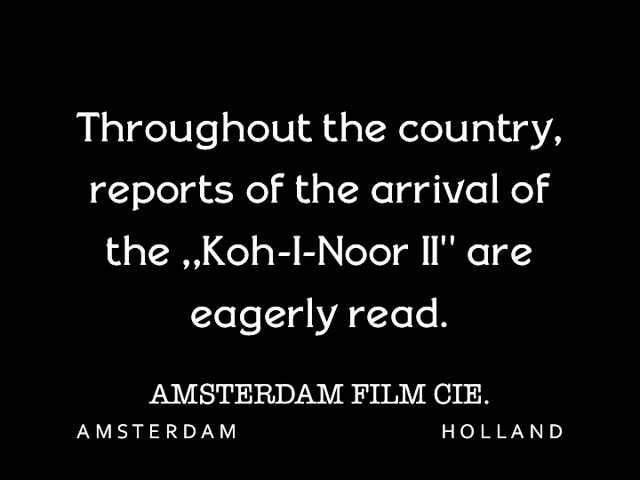 Throughout the country,
reports of the arrival of
the ,,Koh-I-Noor II" are
eagerly read.
AMSTERDAM FILM CIE.
AMSTERDAM HOLLAND